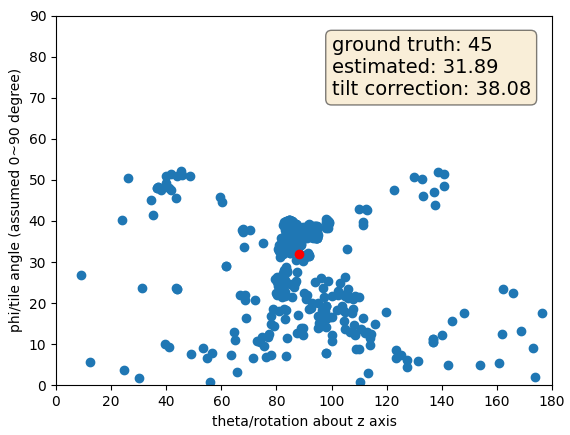 90
80
70
60
50
40
30
20
10
0
phi/tile angle (assumed 0~90 degree)
ground truth: 45
estimated: 31.89
tilt correction: 38.08
0 20 40 60 80 100 120 140 160 180
theta/rotation about z axis